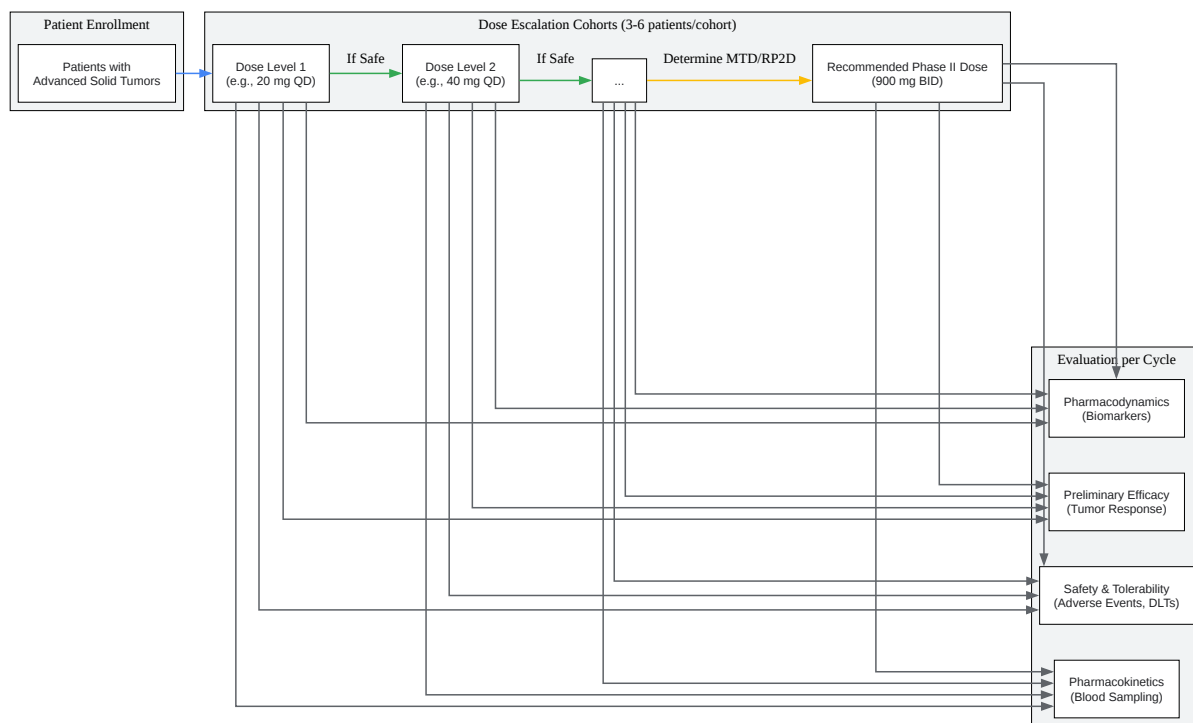 Patient Enrollment
Patients with
Advanced Solid Tumors
Dose Escalation Cohorts (3-6 patients/cohort)
Dose Level 1
(e.g., 20 mg QD)
If Safe
Dose Level 2
(e.g., 40 mg QD)
If Safe
...
Determine MTD/RP2D
Recommended Phase II Dose
(900 mg BID)
Evaluation per Cycle
Pharmacodynamics
(Biomarkers)
Preliminary Efficacy
(Tumor Response)
Safety & Tolerability
(Adverse Events, DLTs)
Pharmacokinetics
(Blood Sampling)